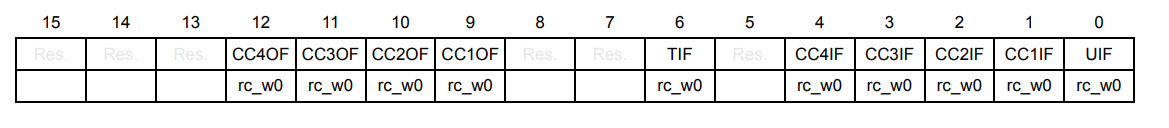 15 14 13 12 11 10 9 8 7 6 5 4 3 2 1 0
Res. Res. Res. CC4OF CC3OF CC2OF CC1OF Res. Res. TIF Res. CC4IF CC3IF CC2IF CC1IF UIF
rc_w0 rc_w0 rc_w0 rc_w0 rc_w0 rc_w0 rc_w0 rc_w0 rc_w0 rc_w0